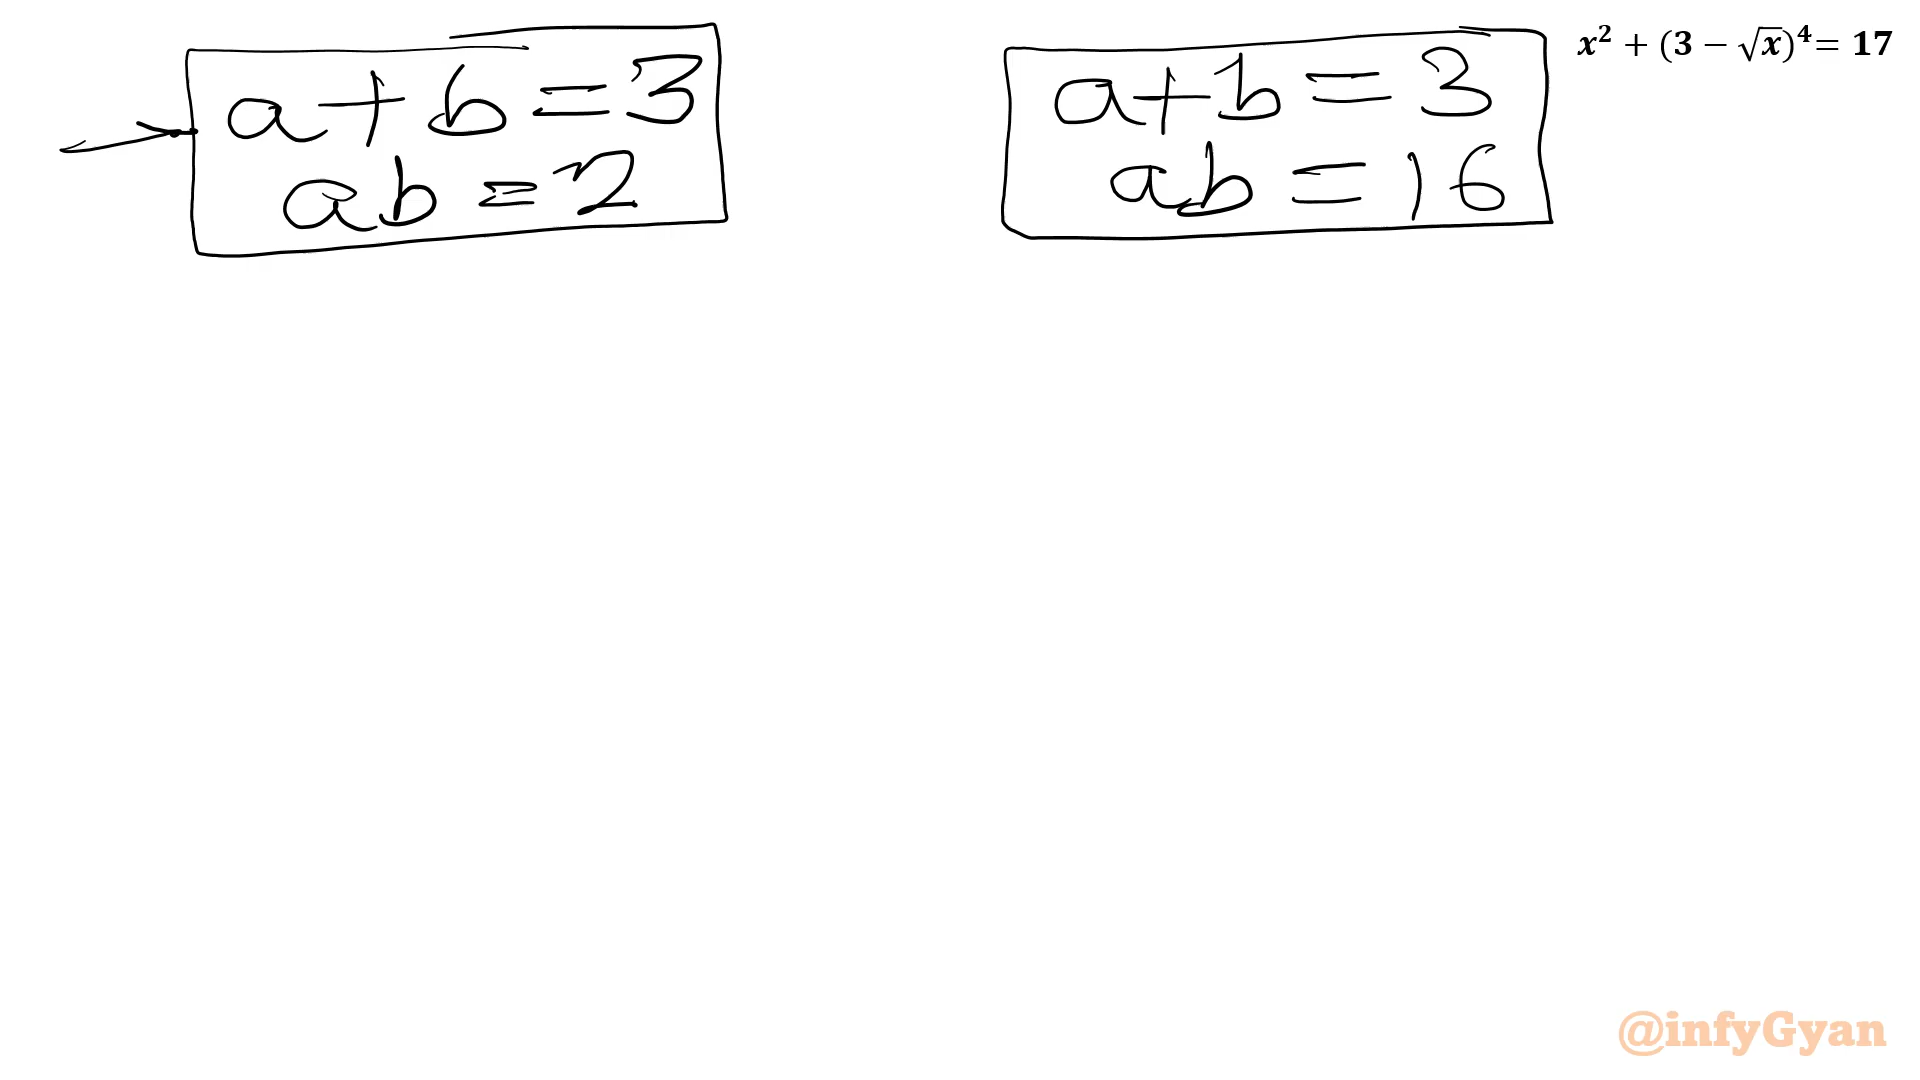 a+b=3
ab=2
a+b=3
ab=16
x² + (3 − √x)⁴= 17
@infyGyan